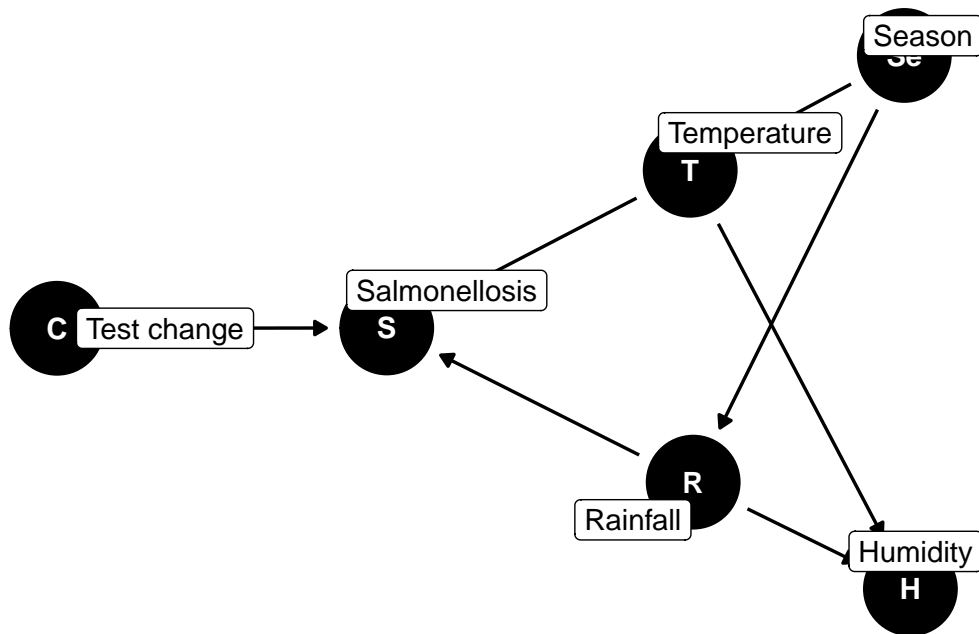 Season
Se
Temperature
T
Salmonellosis
S
C
Test change
R
Rainfall
Humidity
H